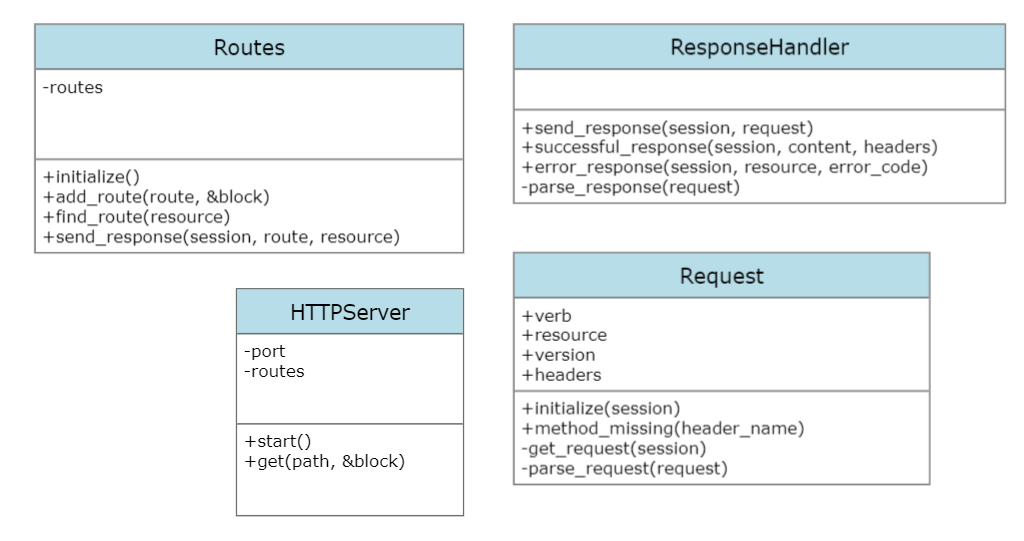 Routes
-routes
+initialize()
+add_route(route, &block)
+find_route(resource)
+send_response(session, route, resource)
ResponseHandler
+send_response(session, request)
+successful_response(session, content, headers)
+error_response(session, resource, error_code)
-parse_response(request)
HTTPServer
-port
-routes
+start()
+get(path, &block)
Request
+verb
+resource
+version
+headers
+initialize(session)
+method_missing(header_name)
-get_request(session)
-parse_request(request)